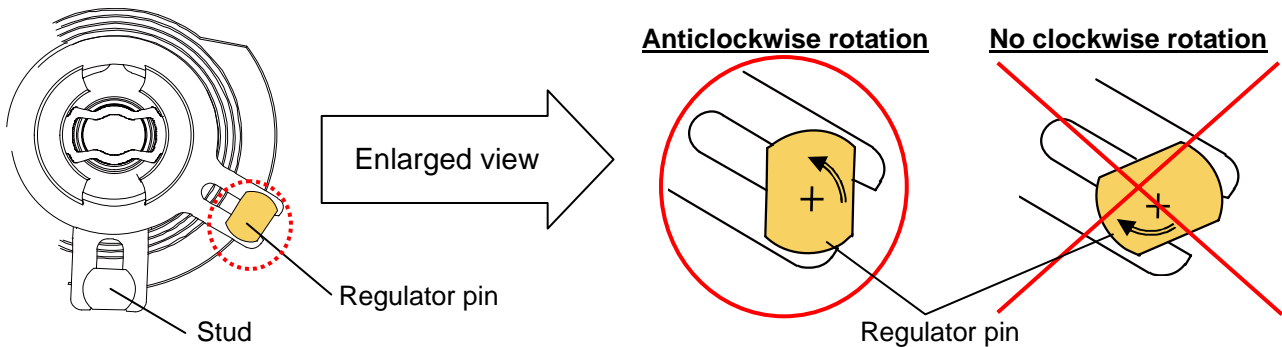 Anticlockwise rotation
No clockwise rotation
Enlarged view
Regulator pin
Stud
Regulator pin